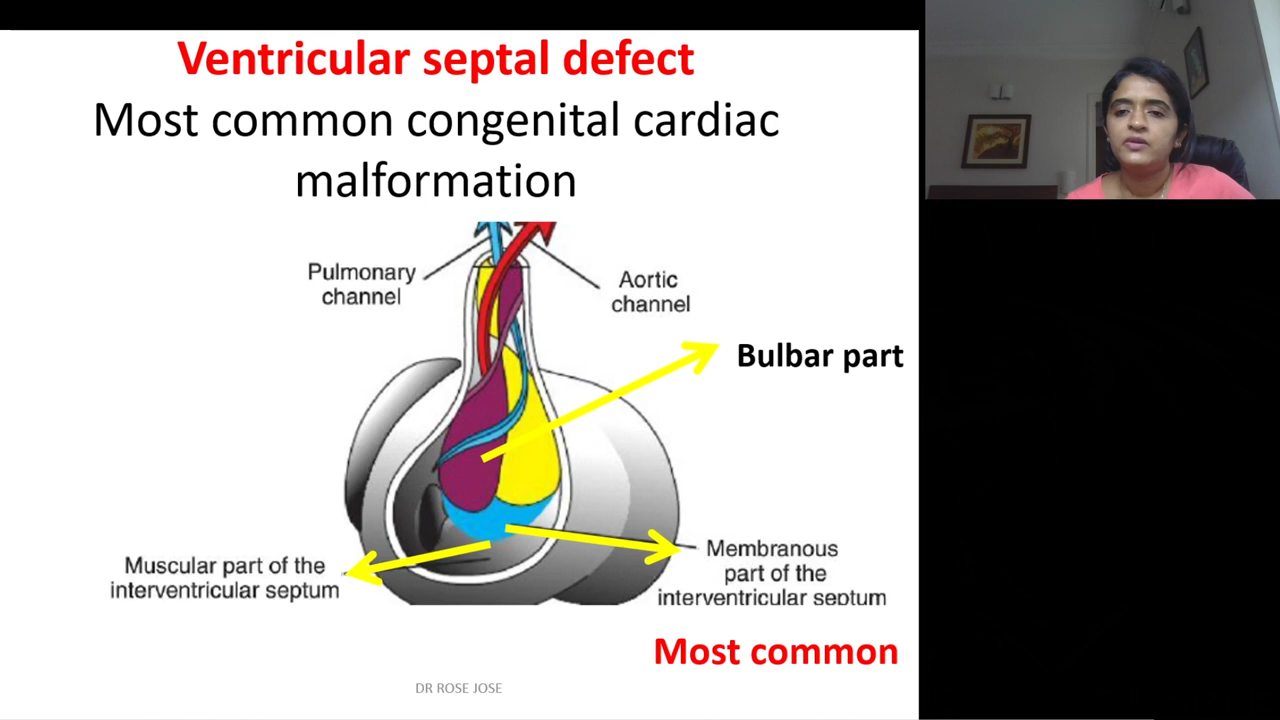 Ventricular septal defect
Most common congenital cardiac
malformation
Pulmonary
channel
Aortic
channel
Bulbar part
Muscular part of the
interventricular septum
Membranous
part of the
interventricular septum
Most common
DR ROSE JOSE